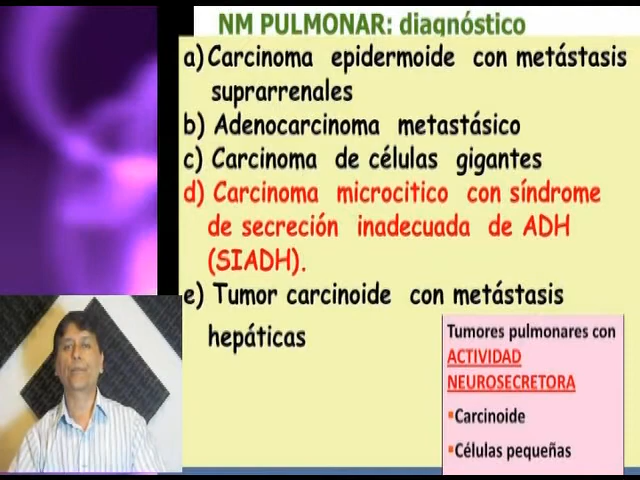 NM PULMONAR: diagnóstico
a) Carcinoma epidermoide con metástasis
suprarrenales
b) Adenocarcinoma metastásico
c) Carcinoma de células gigantes
d) Carcinoma microcitico con síndrome
de secreción inadecuada de ADH
(SIADH).
e) Tumor carcinoide con metástasis
hepáticas
Tumores pulmonares con
ACTIVIDAD
NEUROSECRETORA
▪Carcinoide
▪Células pequeñas